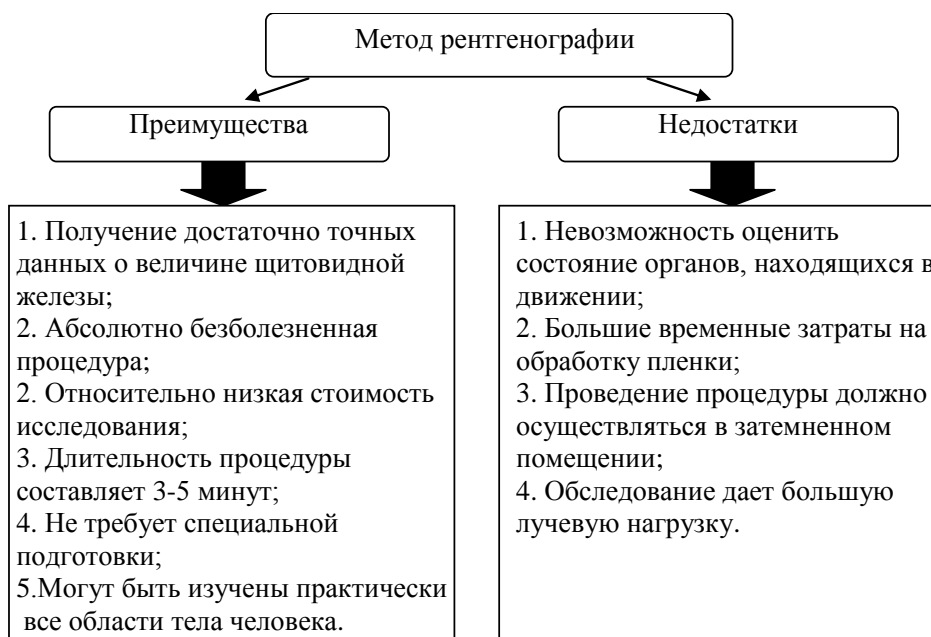 Метод рентгенографии
Преимущества
Недостатки
1. Получение достаточно точных
данных о величине щитовидной
железы;
2. Абсолютно безболезненная
процедура;
2. Относительно низкая стоимость
исследования;
3. Длительность процедуры
составляет 3-5 минут;
4. Не требует специальной
подготовки;
5.Могут быть изучены практически
все области тела человека.
1. Невозможность оценить
состояние органов, находящихся в
движении;
2. Большие временные затраты на
обработку пленки;
3. Проведение процедуры должно
осуществляться в затемненном
помещении;
4. Обследование дает большую
лучевую нагрузку.